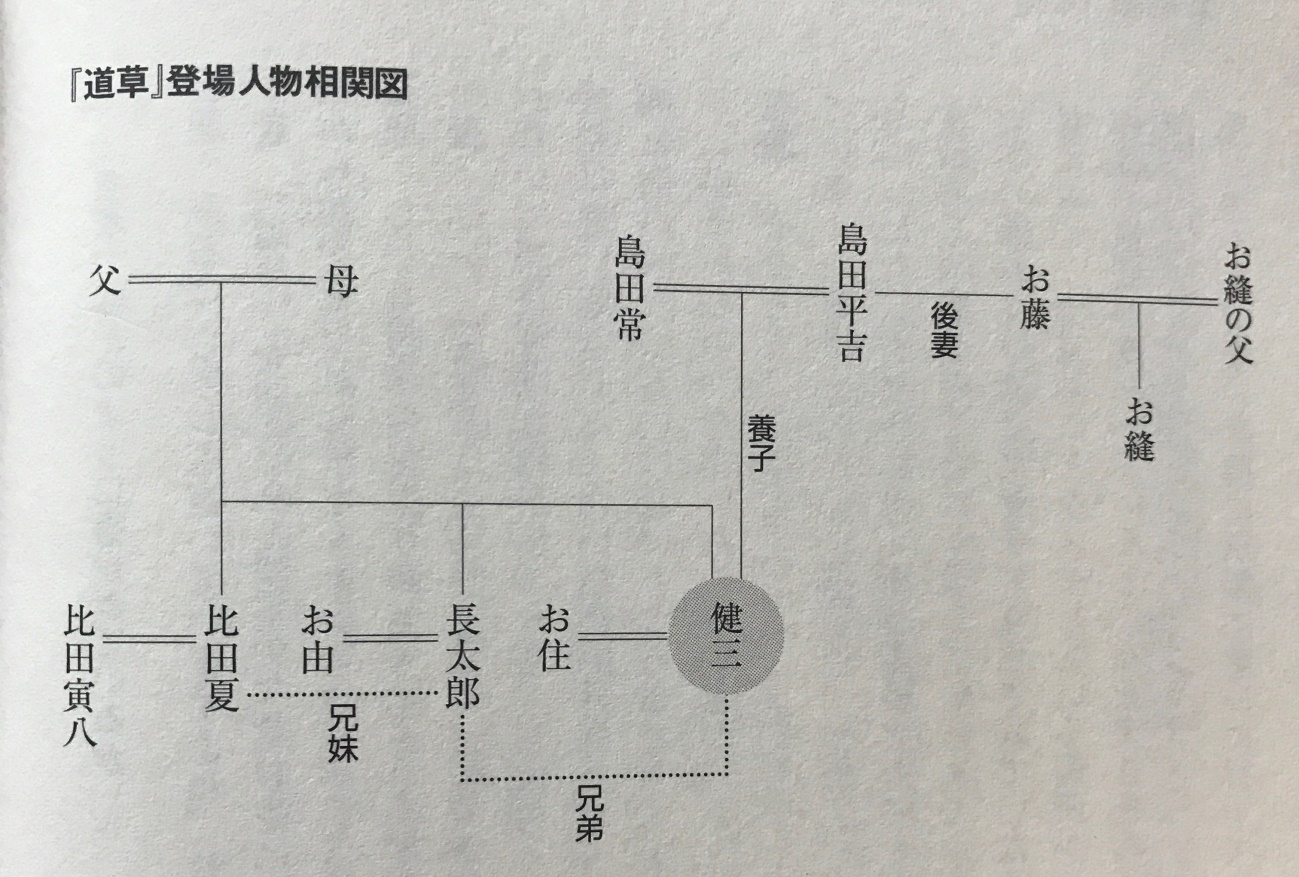 『道草』登場人物相関図
父
母
島田常
島田平吉
後妻
お藤
お縫の父
お縫
養子
比田寅八
比田夏
お由
長太郎
お住
健三
兄妹
兄弟